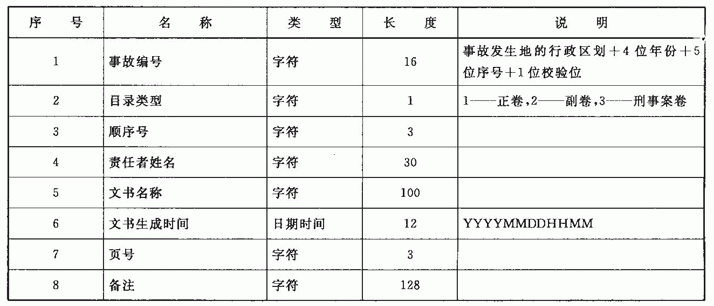 序号 名称 类型 长度 说明
1 事故编号 字符 16 事故发生地的行政区划+4位年份+5
位序号+1位校验位
2 目录类型 字符 1 1——正卷,2——副卷,3——刑事案卷
3 顺序号 字符 3
4 责任者姓名 字符 30
5 文书名称 字符 100
6 文书生成时间 日期时间 12 YYYYMMDDHHMM
7 页号 字符 3
8 备注 字符 128